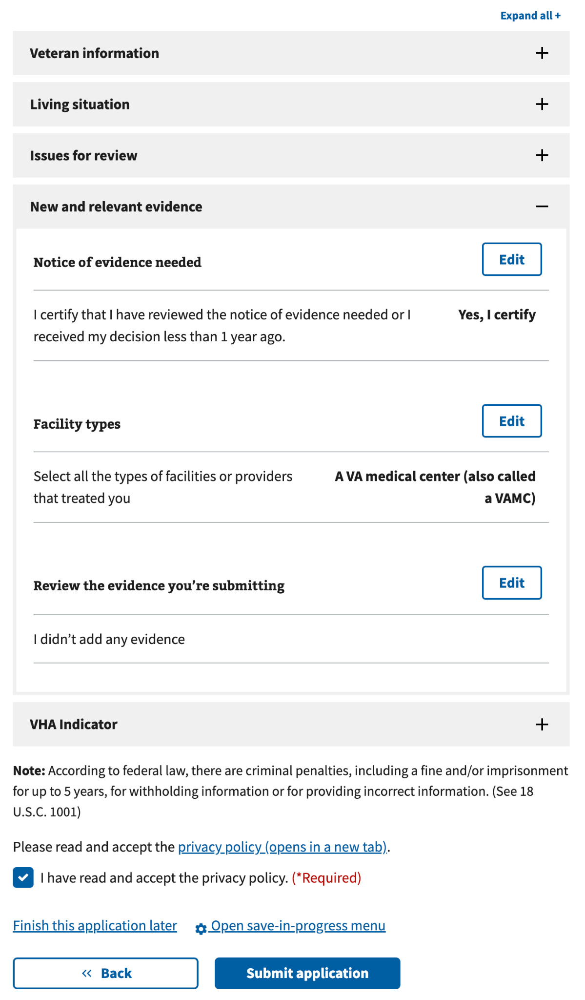 Expand all +
Veteran information
Living situation
Issues for review
New and relevant evidence
Notice of evidence needed
Edit
I certify that I have reviewed the notice of evidence needed or I
received my decision less than 1 year ago.
Yes, I certify
Facility types
Edit
Select all the types of facilities or providers
that treated you
A VA medical center (also called
a VAMC)
Review the evidence you’re submitting
Edit
I didn’t add any evidence
VHA Indicator
Note: According to federal law, there are criminal penalties, including a fine and/or imprisonment
for up to 5 years, for withholding information or for providing incorrect information. (See 18
U.S.C. 1001)
Please read and accept the privacy policy (opens in a new tab).
I have read and accept the privacy policy. (*Required)
Finish this application later
Open save-in-progress menu
« Back
Submit application